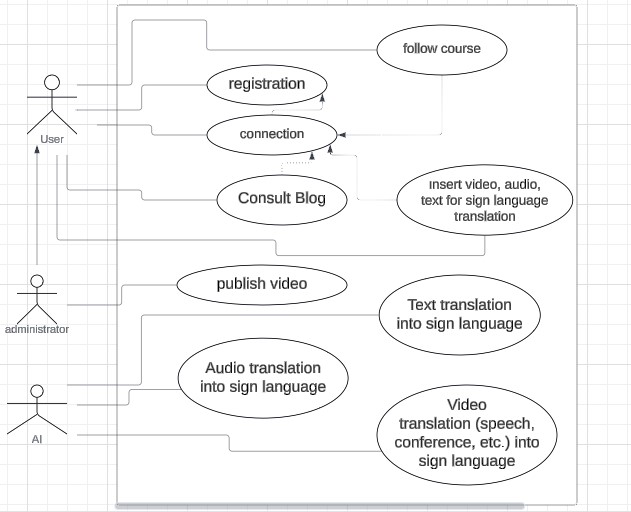 follow course
registration
connection
User
Consult Blog
Insert video, audio,
text for sign language
translation
publish video
administrator
Text translation
into sign language
Audio translation
into sign language
AI
Video
translation (speech,
conference, etc.) into
sign language